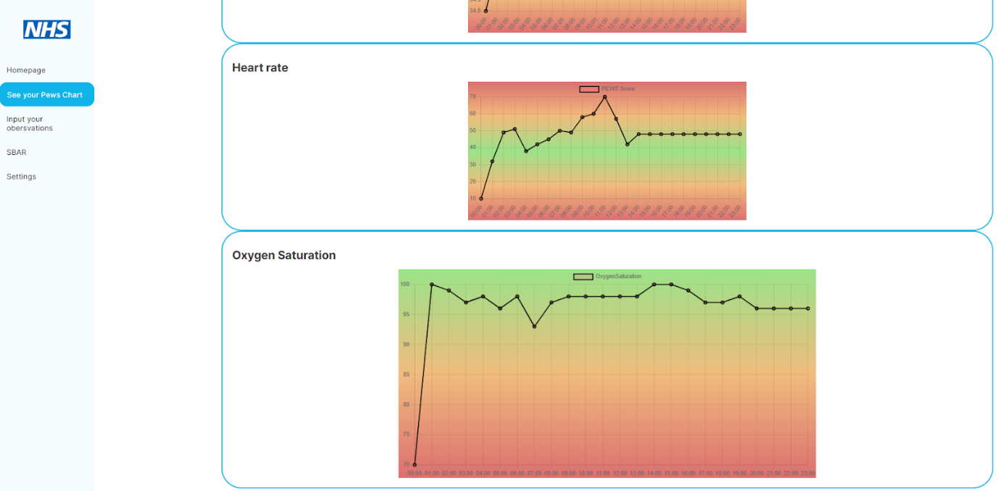 NHS
Homepage
See your Pews Chart
Input your
obersvations
SBAR
Settings
34.0
00:00 01:00 02:00 03:00 04:00 05:00 06:00 07:00 08:00 09:00 10:00 11:00 12:00 13:00 14:00 15:00 16:00 17:00 18:00 19:00 20:00 21:00 22:00 23:00
Heart rate
PEWS Score
70
60
50
40
30
20
10
00:00 01:00 02:00 03:00 04:00 05:00 06:00 07:00 08:00 09:00 10:00 11:00 12:00 13:00 14:00 15:00 16:00 17:00 18:00 19:00 20:00 21:00 22:00 23:00
Oxygen Saturation
OxygenSaturation
100
95
90
85
80
75
70
00:00 01:00 02:00 03:00 04:00 05:00 06:00 07:00 08:00 09:00 10:00 11:00 12:00 13:00 14:00 15:00 16:00 17:00 18:00 19:00 20:00 21:00 22:00 23:00